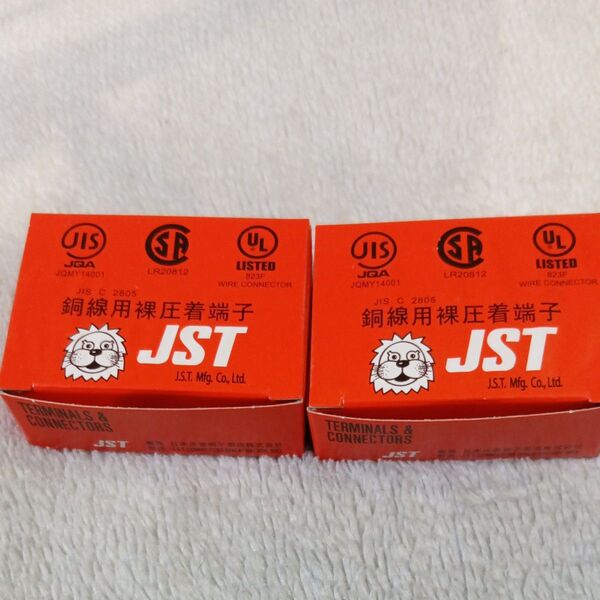 JIS
JQA
JQMY14001
SA
LR20812
UL
LISTED
823F
WIRE CONNECTOR
JIS C 2805
銅線用裸圧着端子
JST
J.S.T. Mfg. Co., Ltd.
TERMINALS &
CONNECTORS
JST
JIS
JQA
JQMY14001
SA
LR20812
UL
LISTED
823F
WIRE CONNECTOR
JIS C 2805
銅線用裸圧着端子
JST
J.S.T. Mfg. Co., Ltd.
TERMINALS &
CONNECTORS
JST